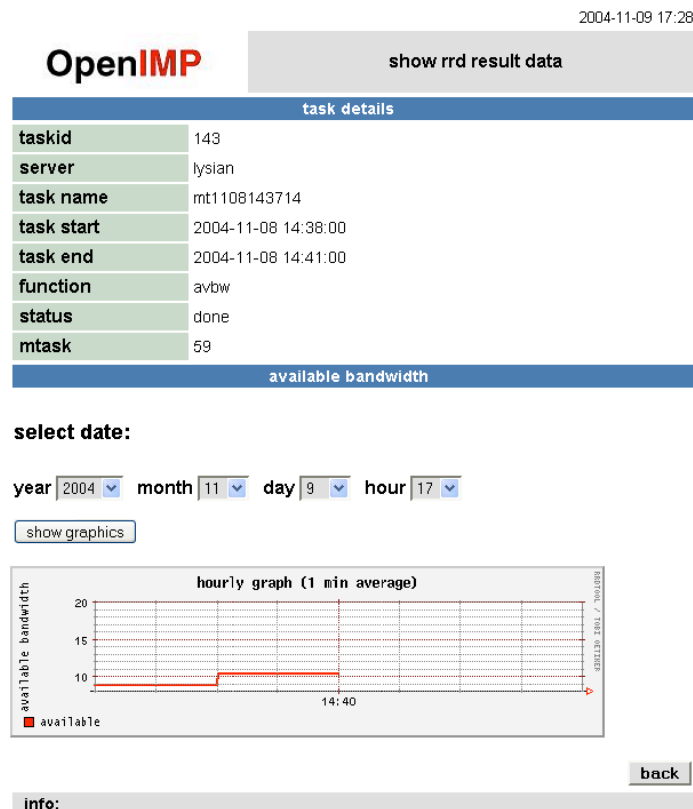 2004-11-09 17:28
OpenIMP
show rrd result data
task details
taskid 143
server lysian
task name mt1108143714
task start 2004-11-08 14:38:00
task end 2004-11-08 14:41:00
function avbw
status done
mtask 59
available bandwidth
select date:
year 2004 month 11 day 9 hour 17
show graphics
hourly graph (1 min average)
available bandwidth
20
15
10
14:40
available
RRDTOOL / TOBI OETIKER
back
info: